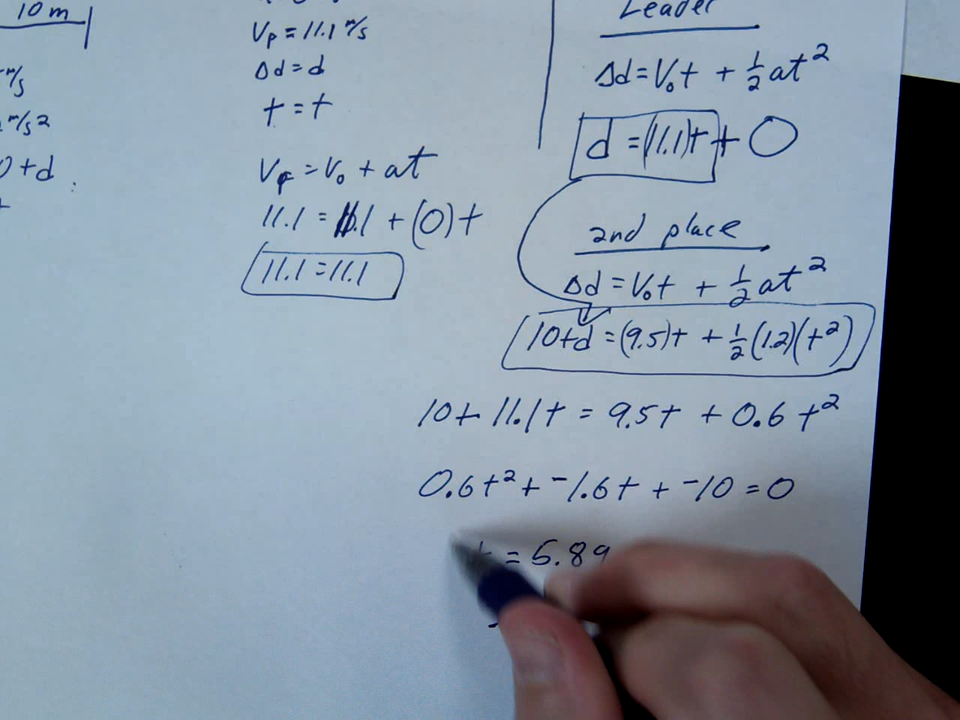 10 m
m/s
m/s2
0+d
VF = 11.1 m/s
Δd = d
t = t
VF = V₀ + at
11.1 = 11.1 + (0)t
11.1 = 11.1
Leader
Δd = V₀t + ½at²
d = (11.1)t + 0
2nd place
Δd = V₀t + ½at²
10+d = (9.5)t + ½(1.2)(t²)
10 + 11.1t = 9.5t + 0.6t²
0.6t² + -1.6t + -10 = 0
t = 5.89